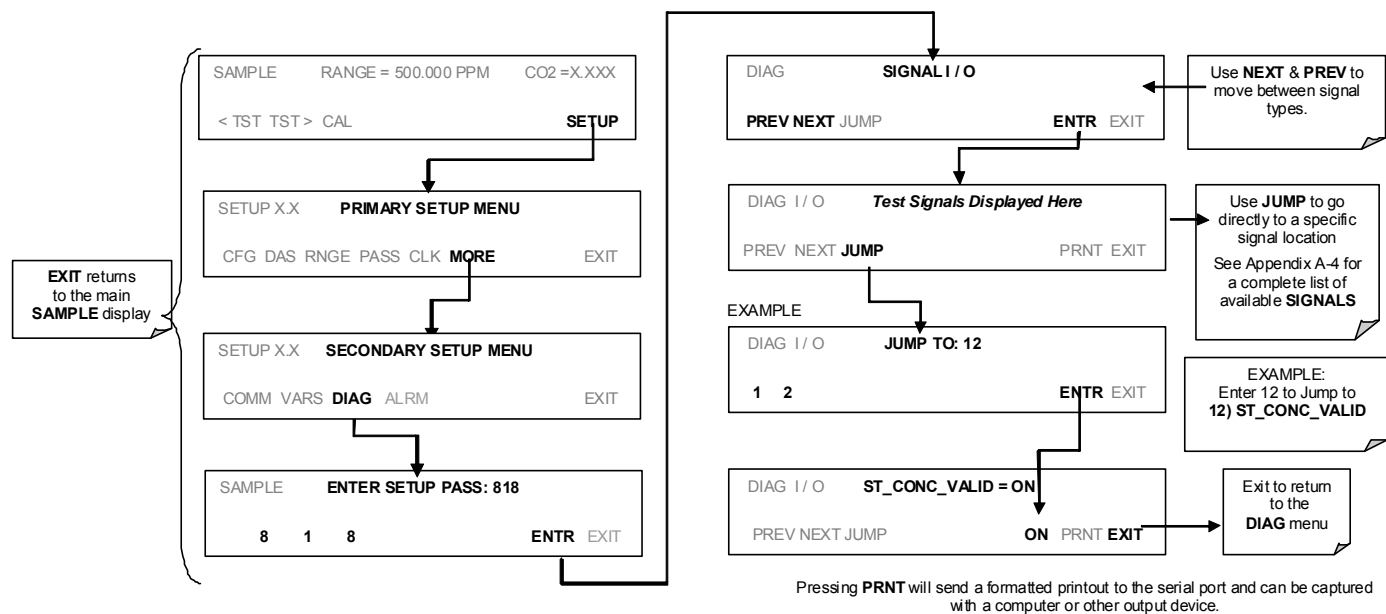 SAMPLE RANGE = 500.000 PPM CO2 =X.XXX
< TST TST > CAL SETUP
SETUP X.X PRIMARY SETUP MENU
CFG DAS RNGE PASS CLK MORE EXIT
EXIT returns
to the main
SAMPLE display
SETUP X.X SECONDARY SETUP MENU
COMM VARS DIAG ALRM EXIT
SAMPLE ENTER SETUP PASS: 818
8 1 8 ENTR EXIT
DIAG SIGNAL I / O
PREV NEXT JUMP ENTR EXIT
Use NEXT & PREV to
move between signal
types.
DIAG I / O Test Signals Displayed Here
PREV NEXT JUMP PRNT EXIT
Use JUMP to go
directly to a specific
signal location
See Appendix A-4 for
a complete list of
available SIGNALS
EXAMPLE
DIAG I / O JUMP TO: 12
1 2 ENTR EXIT
EXAMPLE:
Enter 12 to Jump to
12) ST_CONC_VALID
DIAG I / O ST_CONC_VALID = ON
PREV NEXT JUMP ON PRNT EXIT
Exit to return
to the
DIAG menu
Pressing PRNT will send a formatted printout to the serial port and can be captured
with a computer or other output device.